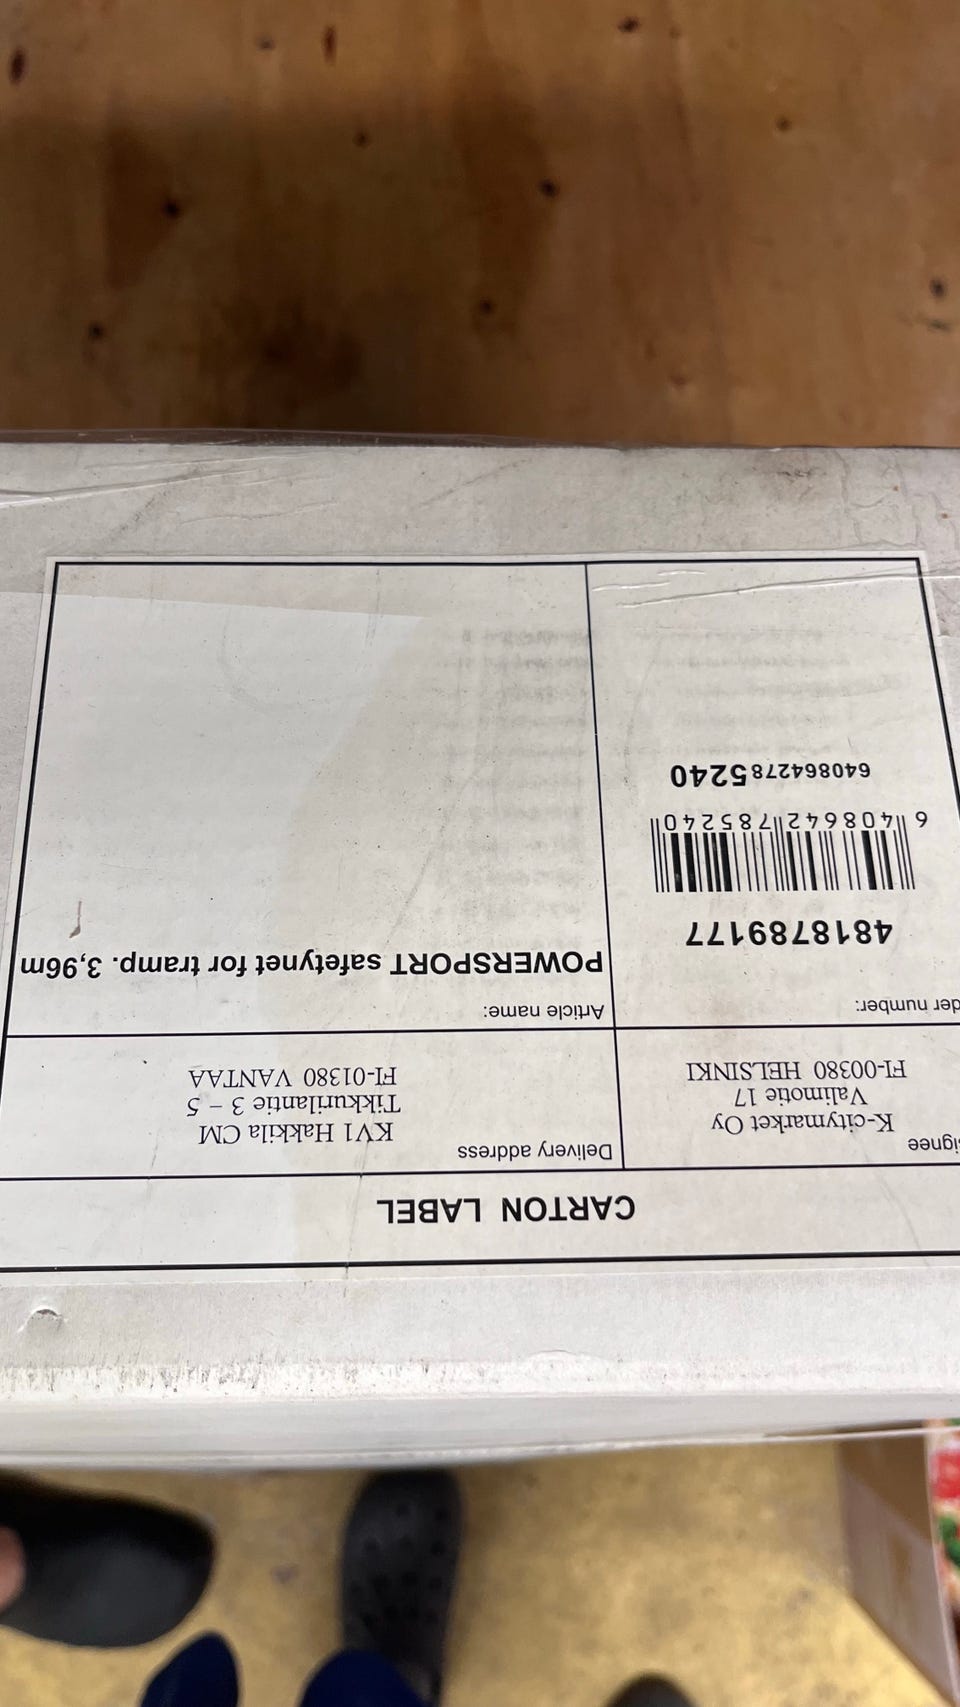 CARTON LABEL
signee
K-citymarket Oy
Valimotie 17
FI-00380 HELSINKI
Delivery address
KV1 Hakkila CM
Tikkurilantie 3 - 5
FI-01380 VANTAA
der number:
4818789177
6 408642 785240
6408642785240
Article name:
POWERSPORT safetynet for tramp. 3,96m